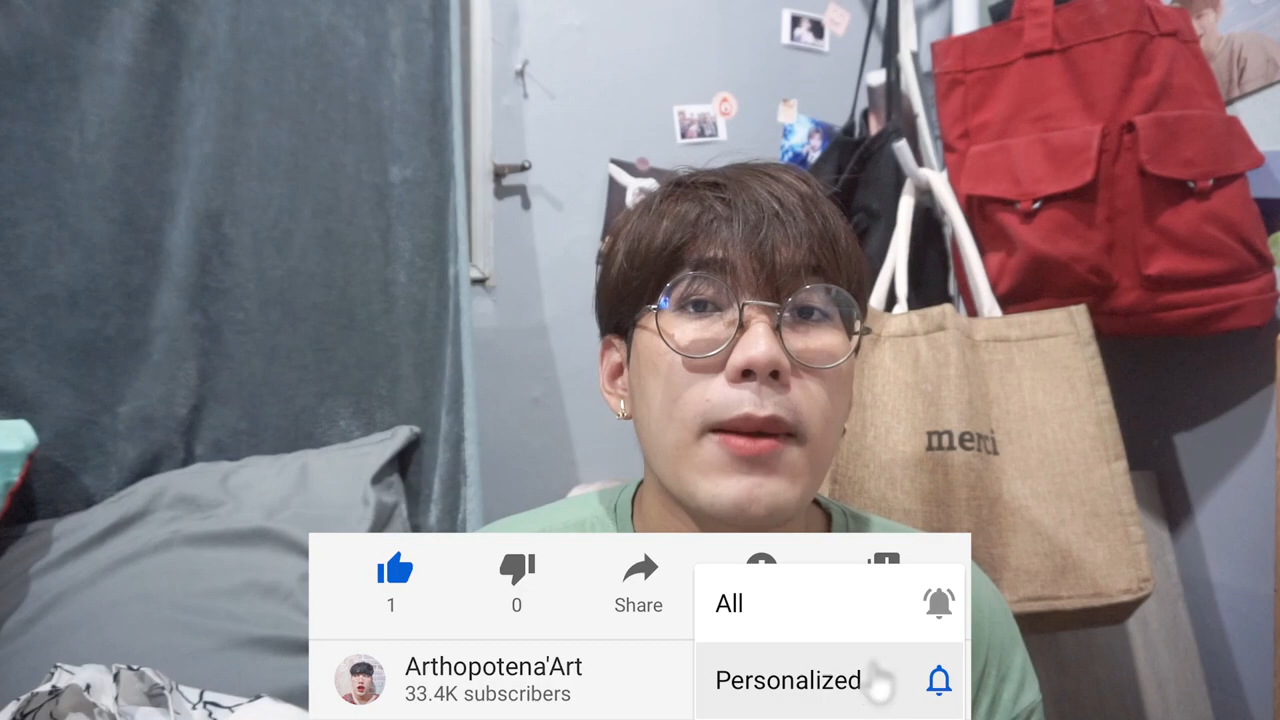 merci
1
0
Share
All
Arthopotena'Art
33.4K subscribers
Personalized